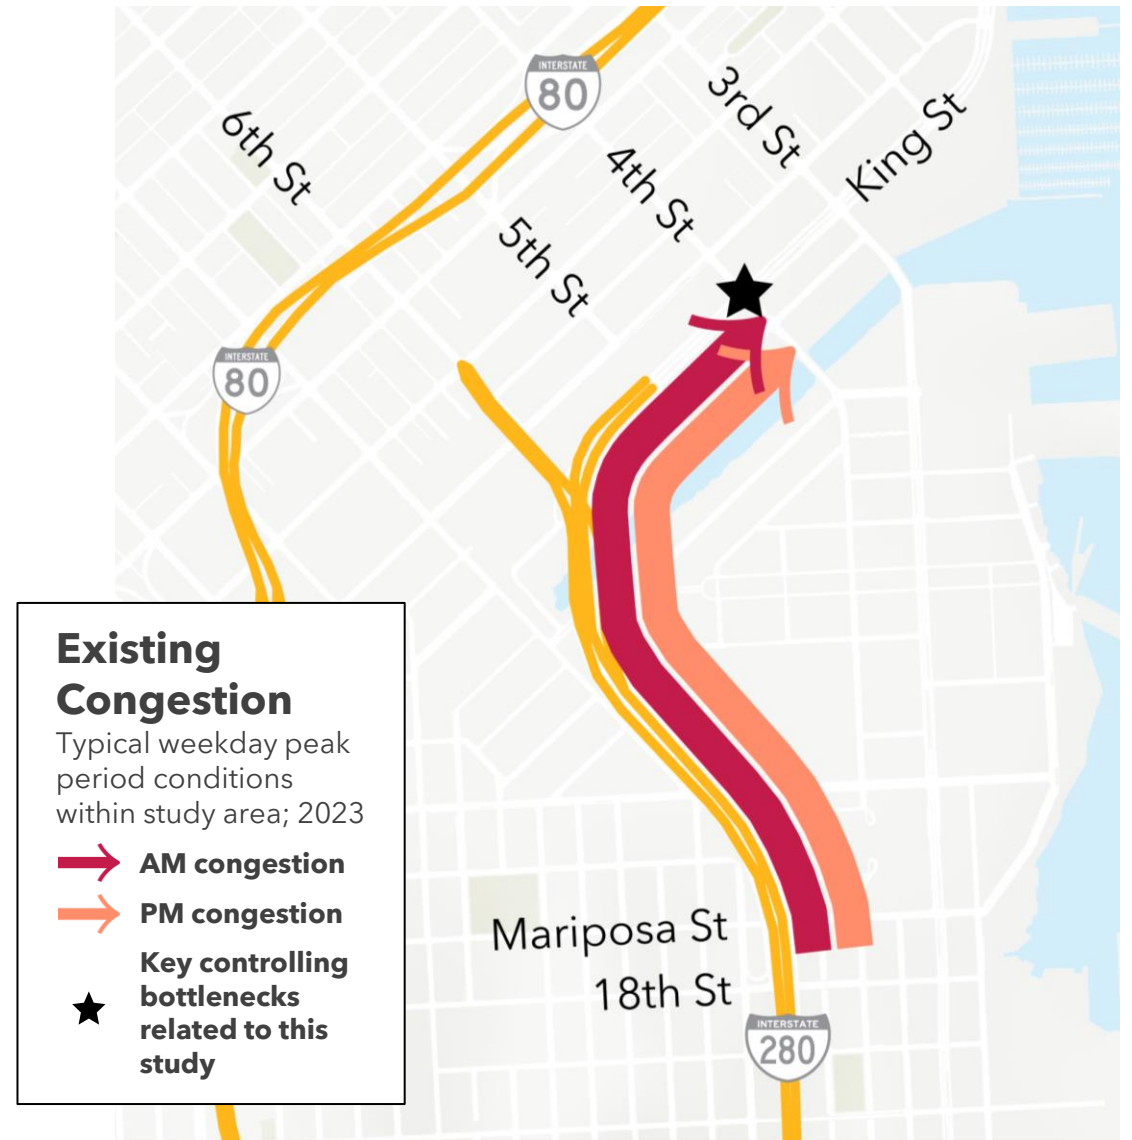 INTERSTATE
80
3rd St
King St
6th St
4th St
5th St
INTERSTATE
80
Existing
Congestion
Typical weekday peak
period conditions
within study area; 2023
AM congestion
PM congestion
Key controlling
bottlenecks
related to this
study
Mariposa St
18th St
INTERSTATE
280